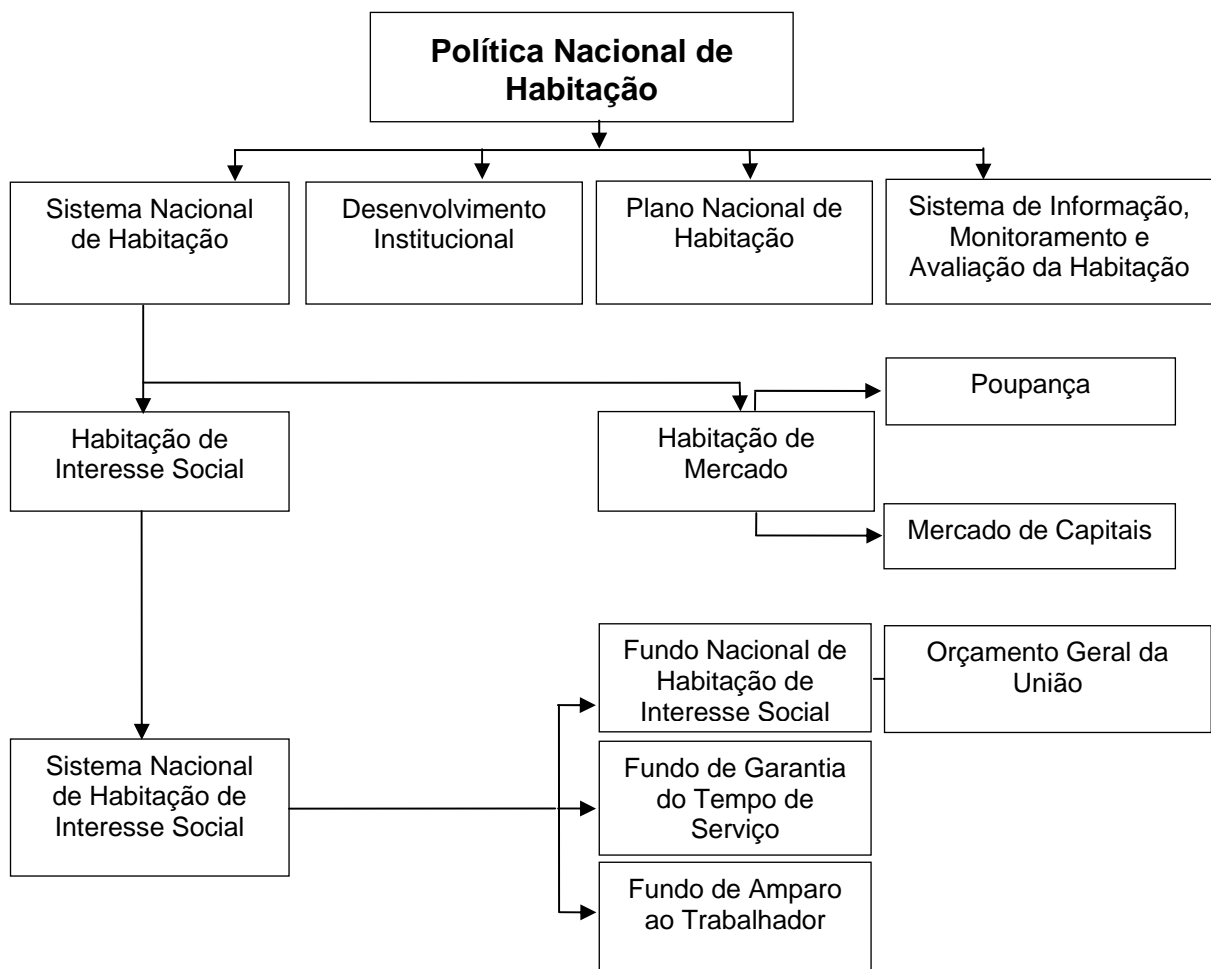 Política Nacional de
Habitação
Sistema Nacional
de Habitação
Desenvolvimento
Institucional
Plano Nacional de
Habitação
Sistema de Informação,
Monitoramento e
Avaliação da Habitação
Habitação de
Interesse Social
Habitação de
Mercado
Poupança
Mercado de Capitais
Sistema Nacional
de Habitação de
Interesse Social
Fundo Nacional de
Habitação de
Interesse Social
Orçamento Geral da
União
Fundo de Garantia
do Tempo de
Serviço
Fundo de Amparo
ao Trabalhador